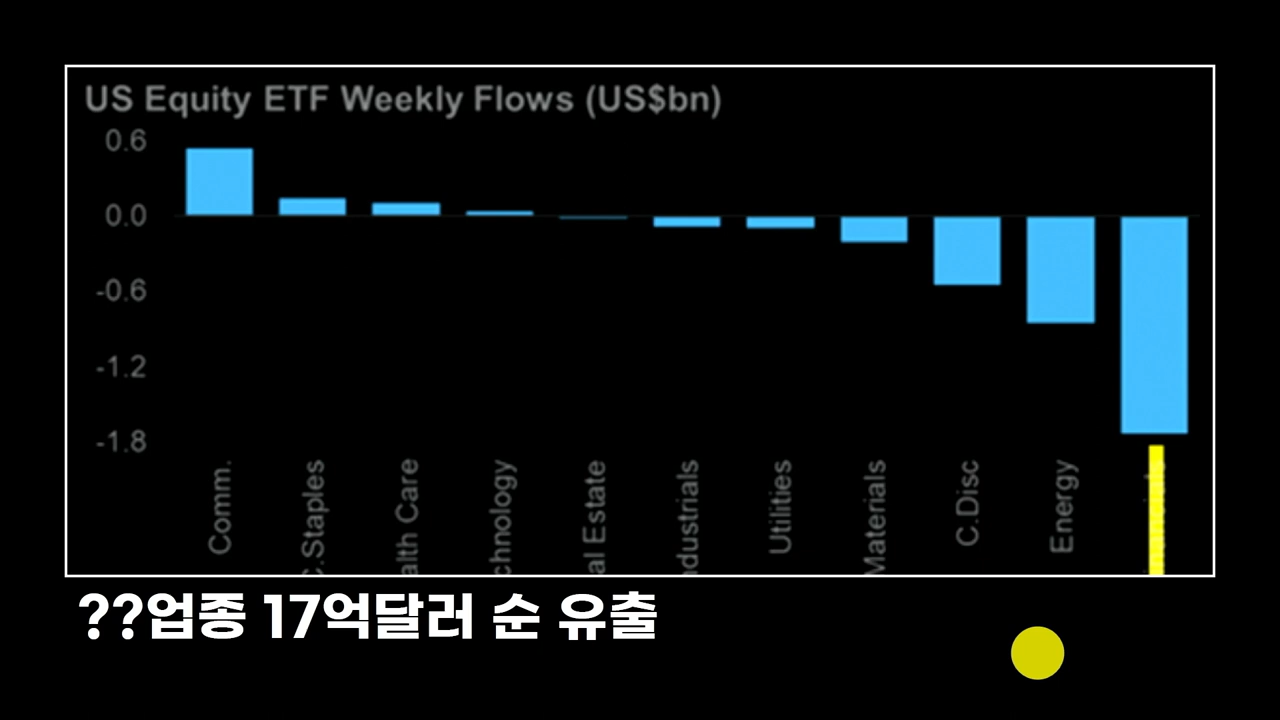 US Equity ETF Weekly Flows (US$bn)
0.6
0.0
-0.6
-1.2
-1.8
Comm.
C.Staples
alth Care
chnology
al Estate
ndustrials
Utilities
Materials
C.Disc
Energy
??업종 17억달러 순 유출